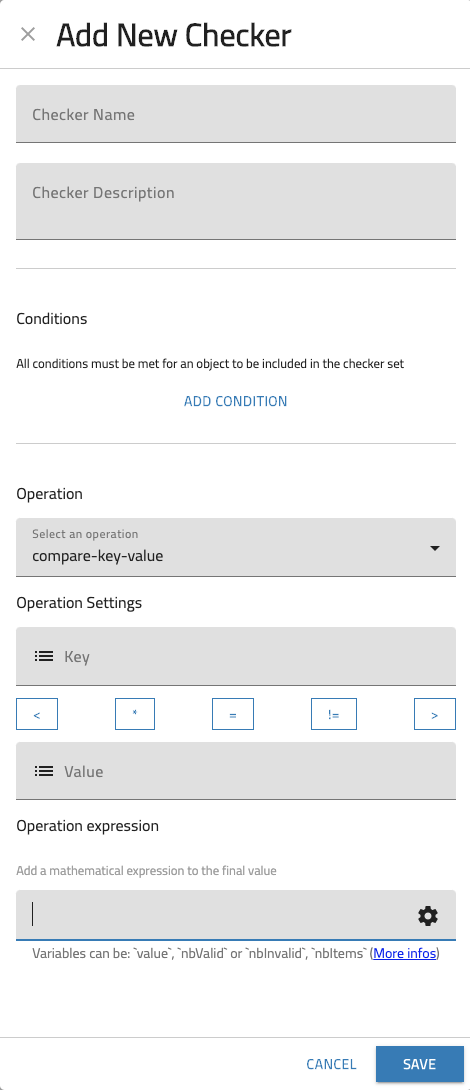 Add New Checker
Checker Name
Checker Description
Conditions
All conditions must be met for an object to be included in the checker set
ADD CONDITION
Operation
Select an operation
compare-key-value
Operation Settings
Key
< * = != >
Value
Operation expression
Add a mathematical expression to the final value
Variables can be: `value`, `nbValid` or `nbInvalid`, `nbItems` (More infos)
CANCEL SAVE